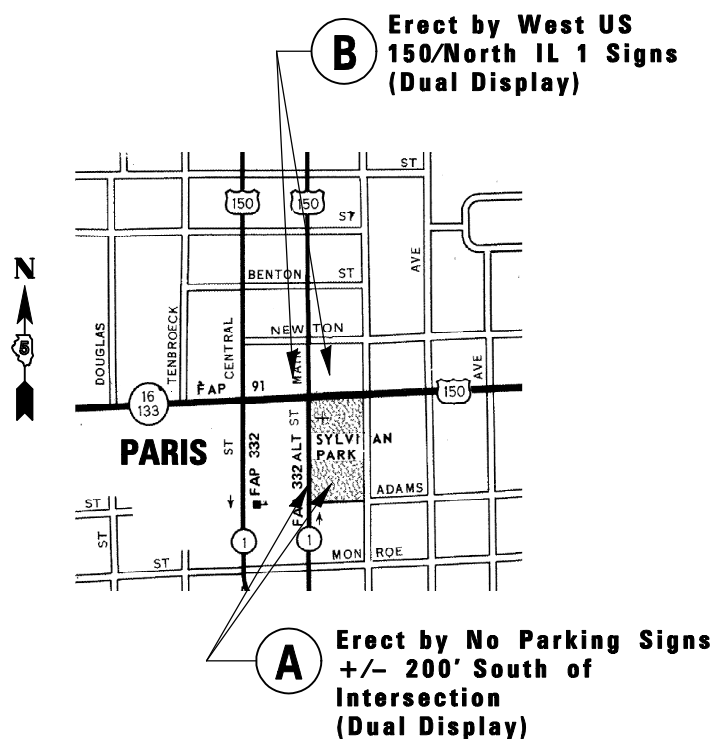 B
Erect by West US
150/North IL 1 Signs
(Dual Display)
ST
150
150
ST
BENTON ST
AVE
N
5
NEWTON
DOUGLAS
TENBROECK
CENTRAL
MAIN
AVE
FAP 91
16
133
150
PARIS
ST
FAP 332
ST
FAP 332 ALT
SYLVIAN
PARK
ADAMS
ST
ST
1
1
MONROE
ST
A
Erect by No Parking Signs
+/– 200' South of
Intersection
(Dual Display)